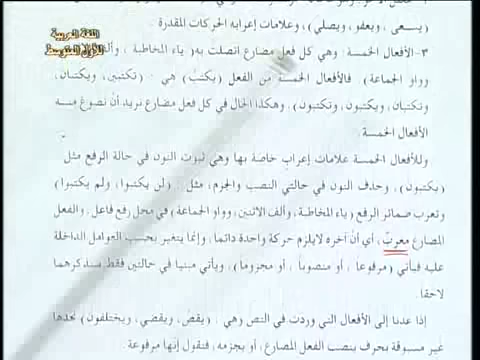 (يسعى ، ويعفو، ويصلي) ، وعلامات إعرابه الحركات المقدرة .
اللغة العربية
للأول المتوسط
٣- الأفعال الخمسة : وهي كل فعل مضارع اتصلت به (ياء المخاطبة ،
وواو الجماعة) فالأفعال الخمسة من الفعل (يكتب) هي : (تكتبين، ويكتبان،
وتكتبان، ويكتبون، وتكتبون) . وهكذا الحال في كل فعل مضارع نريد أن نصوغ منه
الأفعال الخمسة.
وللأفعال الخمسة علامات إعراب خاصة بها وهي ثبوت النون في حالة الرفع مثل
(يكتبون) ، وحذف النون في حالتي النصب والجزم، مثل : (لن يكتبوا، ولم يكتبوا)
وتعرب ضمائر الرفع (ياء المخاطبة، وألف الاثنين، وواو الجماعة) في محل رفع فاعل. والفعل
المضارع معرب، أي أن آخره لايلزم حركة واحدة دائما، وإنما يتغير بحسب العوامل الداخلة
عليه فيأتي (مرفوعاً ، أو منصوباً ، أو مجزوما) ، ويأتي مبنيا في حالتين فقط سنذكرهما
لاحقا.
إذا عدنا إلى الأفعال التي وردت في النص وهي . (يقص، ويقضي، ويختلفون) نجدها
غير مسبوقة بحرف ينصب الفعل المضارع ، أو يجزمه، فنقول إنها مرفوعة.